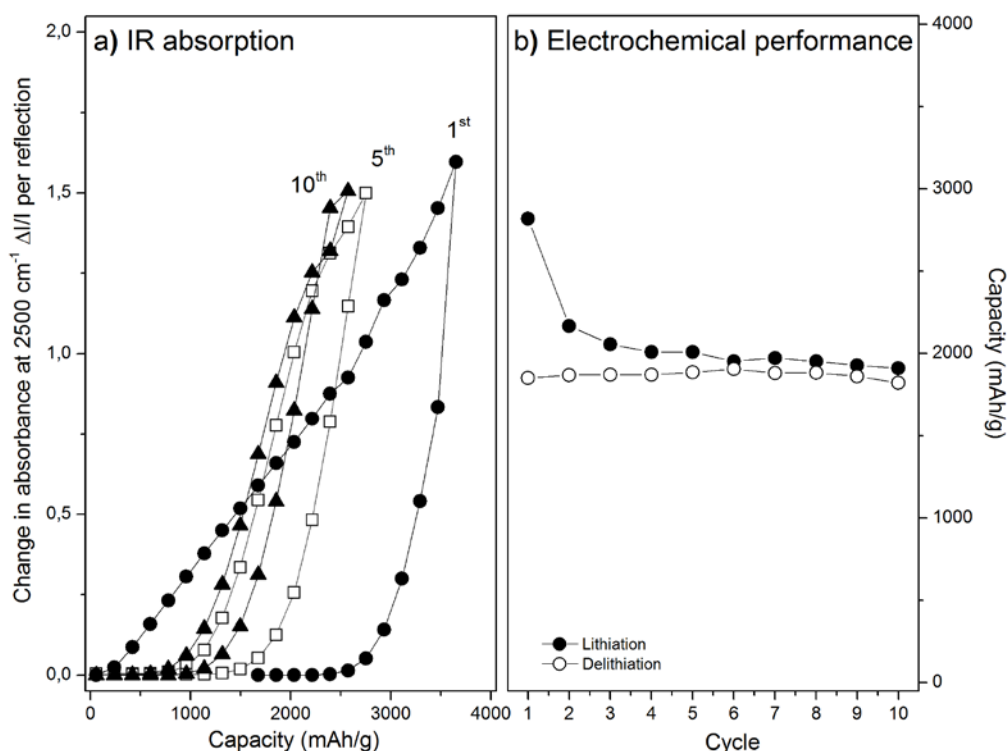 a) IR absorption
Change in absorbance at 2500 cm⁻¹ ΔI/I per reflection
2,0
1,5
1,0
0,5
0,0
10th
5th
1st
0
1000
2000
3000
4000
Capacity (mAh/g)
b) Electrochemical performance
Lithiation
Delithiation
1
2
3
4
5
6
7
8
9
10
Cycle
4000
3000
2000
1000
0
Capacity (mAh/g)